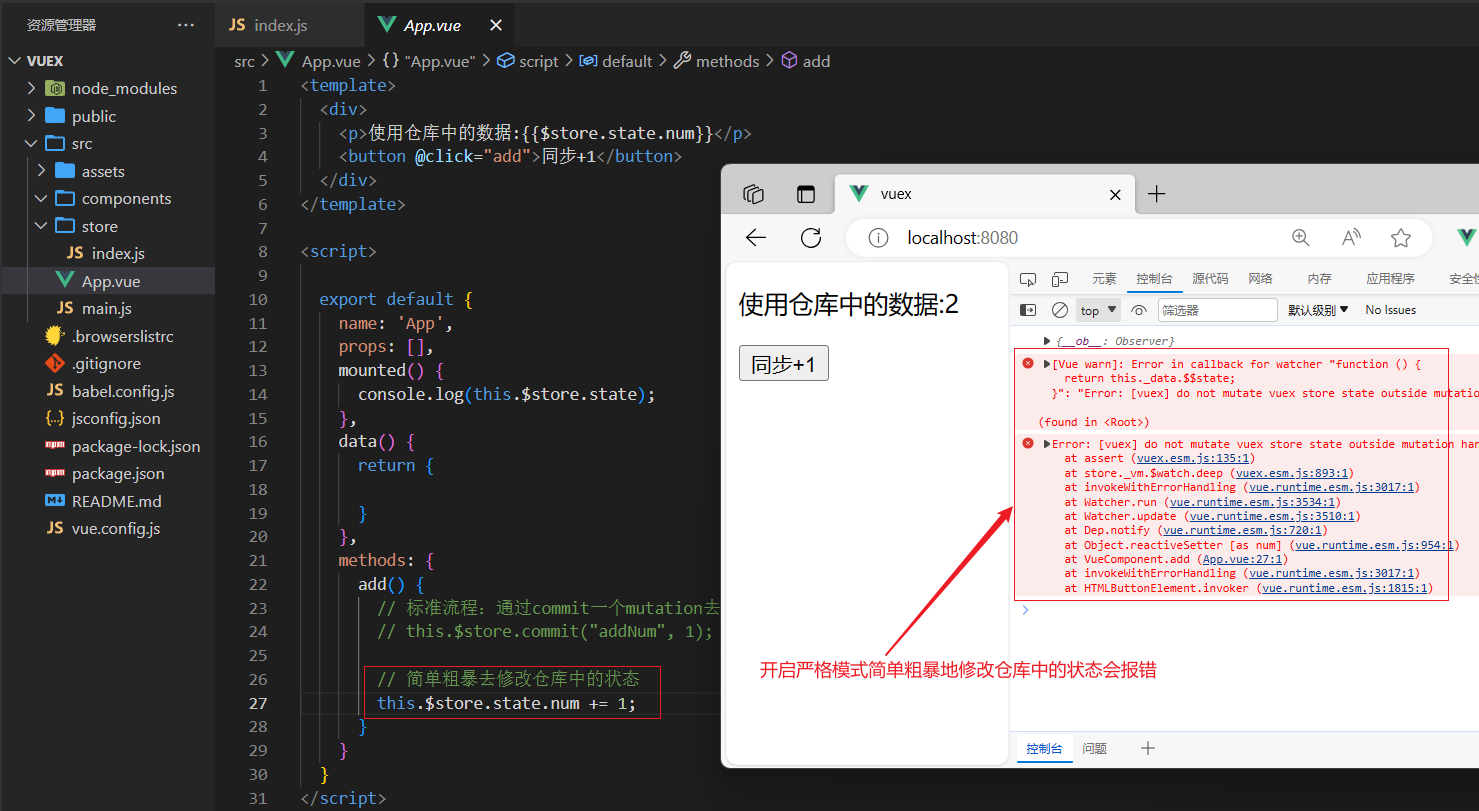 资源管理器 ...
VUEX
node_modules
public
src
assets
components
store
JS index.js
App.vue
JS main.js
.browserslistrc
.gitignore
JS babel.config.js
{..} jsconfig.json
npm package-lock.json
npm package.json
M↓ README.md
JS vue.config.js
JS index.js
App.vue ×
src > App.vue > {} "App.vue" > script > default > methods > add
1 <template>
2 <div>
3 <p>使用仓库中的数据:{{$store.state.num}}</p>
4 <button @click="add">同步+1</button>
5 </div>
6 </template>
7
8 <script>
9
10 export default {
11 name: 'App',
12 props: [],
13 mounted() {
14 console.log(this.$store.state);
15 },
16 data() {
17 return {
18
19 }
20 },
21 methods: {
22 add() {
23 // 标准流程：通过commit一个mutation去
24 // this.$store.commit("addNum", 1);
25
26 // 简单粗暴去修改仓库中的状态
27 this.$store.state.num += 1;
28 }
29 }
30 }
31 </script>
vuex
localhost:8080
使用仓库中的数据:2
同步+1
元素 控制台 源代码 网络 内存 应用程序 安全性
top 筛选器 默认级别 No Issues
{__ob__: Observer}
[Vue warn]: Error in callback for watcher "function () {
return this._data.$$state;
}": "Error: [vuex] do not mutate vuex store state outside mutation
(found in <Root>)
Error: [vuex] do not mutate vuex store state outside mutation han
at assert (vuex.esm.js:135:1)
at store._vm.$watch.deep (vuex.esm.js:893:1)
at invokeWithErrorHandling (vue.runtime.esm.js:3017:1)
at Watcher.run (vue.runtime.esm.js:3534:1)
at Watcher.update (vue.runtime.esm.js:3510:1)
at Dep.notify (vue.runtime.esm.js:720:1)
at Object.reactiveSetter [as num] (vue.runtime.esm.js:954:1)
at VueComponent.add (App.vue:27:1)
at invokeWithErrorHandling (vue.runtime.esm.js:3017:1)
at HTMLButtonElement.invoker (vue.runtime.esm.js:1815:1)
开启严格模式简单粗暴地修改仓库中的状态会报错
控制台 问题